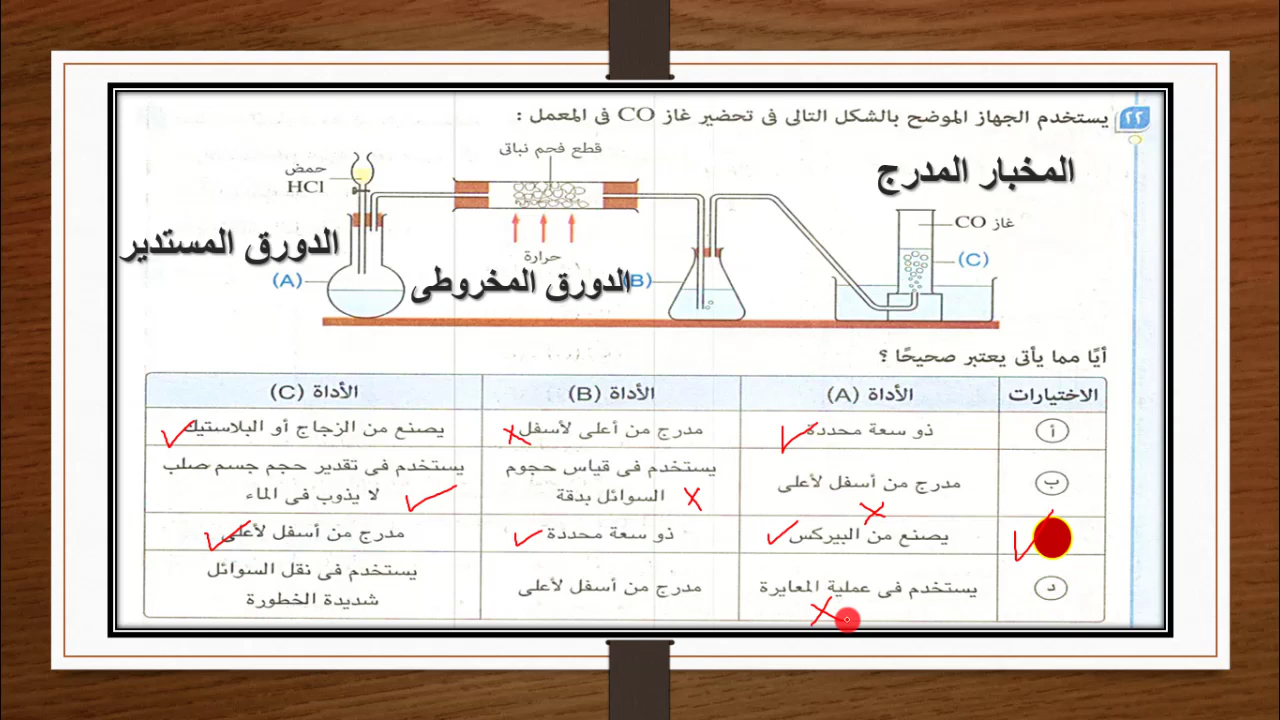 ٢٢ يستخدم الجهاز الموضح بالشكل التالى فى تحضير غاز CO فى المعمل :
قطع فحم نباتى
المخبار المدرج
حمض
HCl
غاز CO
الدورق المستدير
حرارة
(C)
(A)
الدورق المخروطى
(B)
أيًا مما يأتى يعتبر صحيحًا ؟
الاختيارات الأداة (A) الأداة (B) الأداة (C)
أ ذو سعة محددة مدرج من أعلى لأسفل يصنع من الزجاج أو البلاستيك
ب مدرج من أسفل لأعلى يستخدم فى قياس حجوم السوائل بدقة يستخدم فى تقدير حجم جسم صلب لا يذوب فى الماء
يصنع من البيركس ذو سعة محددة مدرج من أسفل لأعلى
د يستخدم فى عملية المعايرة مدرج من أسفل لأعلى يستخدم فى نقل السوائل شديدة الخطورة